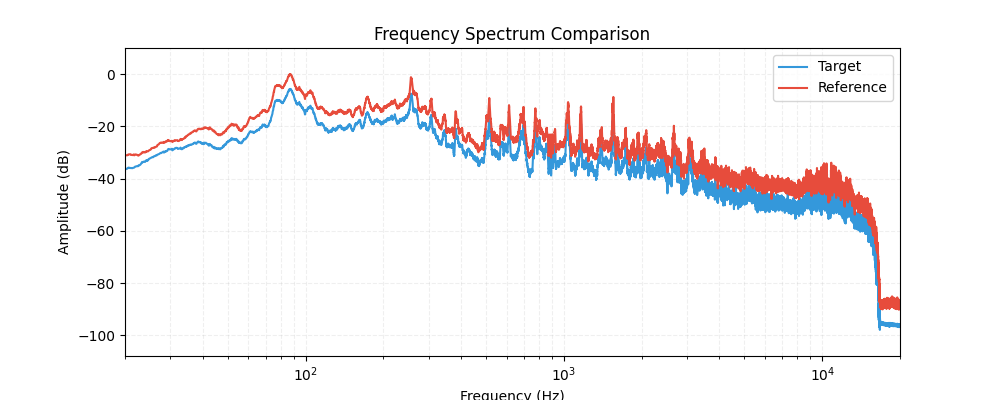 Frequency Spectrum Comparison
Target
Reference
Amplitude (dB)
0
−20
−40
−60
−80
−100
10²
10³
10⁴
Frequency (Hz)